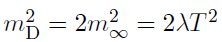 m_D^2 = 2m_∞^2 = 2λT^2